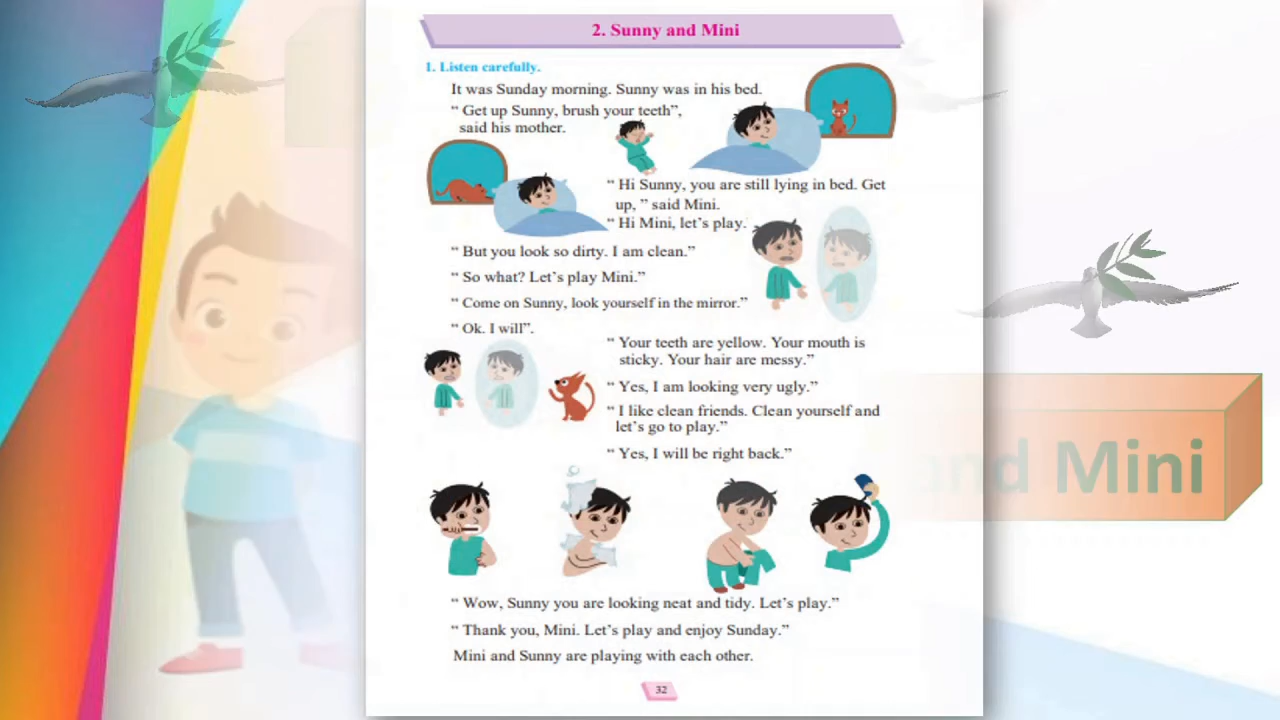 2. Sunny and Mini
1. Listen carefully.
It was Sunday morning. Sunny was in his bed.
“ Get up Sunny, brush your teeth”,
said his mother.
“ Hi Sunny, you are still lying in bed. Get
up, ” said Mini.
“ Hi Mini, let’s play.
“ But you look so dirty. I am clean.”
“ So what? Let’s play Mini.”
“ Come on Sunny, look yourself in the mirror.”
“ Ok. I will”.
“ Your teeth are yellow. Your mouth is
sticky. Your hair are messy.”
“ Yes, I am looking very ugly.”
“ I like clean friends. Clean yourself and
let’s go to play.”
“ Yes, I will be right back.”
“ Wow, Sunny you are looking neat and tidy. Let’s play.”
“ Thank you, Mini. Let’s play and enjoy Sunday.”
Mini and Sunny are playing with each other.
32
and Mini